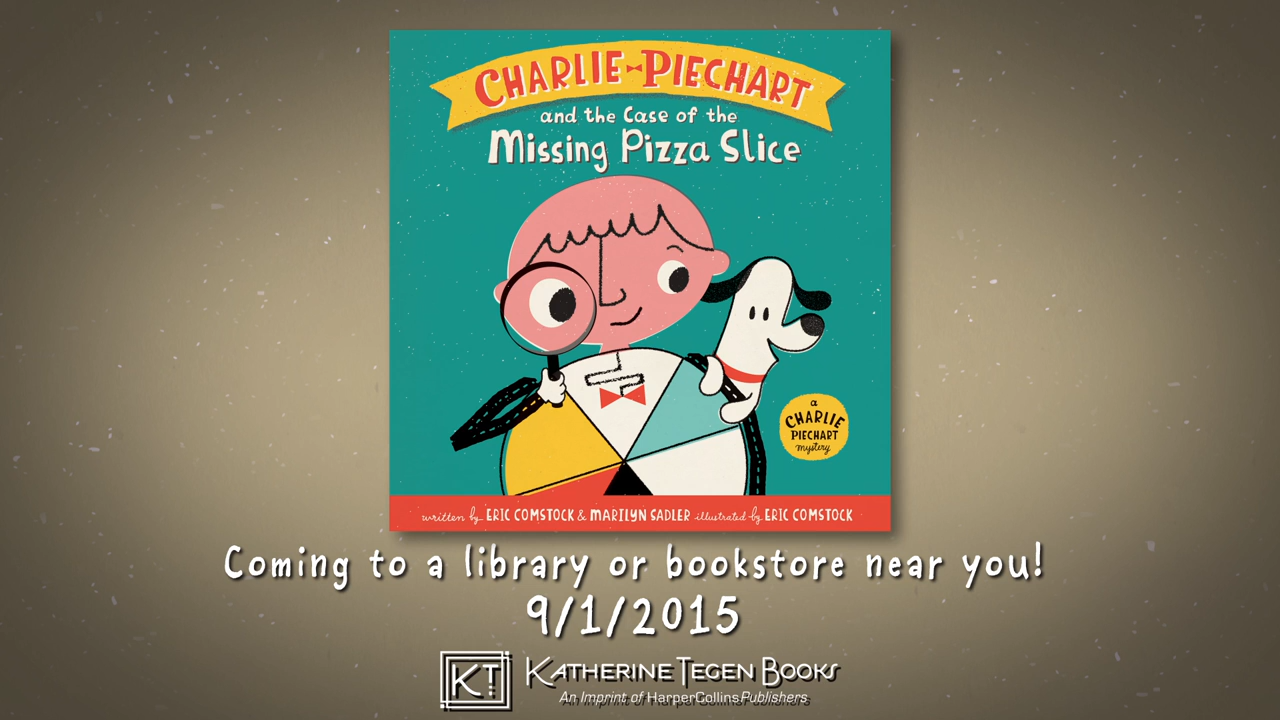 CHARLIE PIECHART
and the Case of the
Missing Pizza Slice
a
CHARLIE
PIECHART
mystery
written by ERIC COMSTOCK & MARILYN SADLER illustrated by ERIC COMSTOCK
Coming to a library or bookstore near you!
9/1/2015
KT KATHERINE TEGEN BOOKS
An Imprint of HarperCollinsPublishers